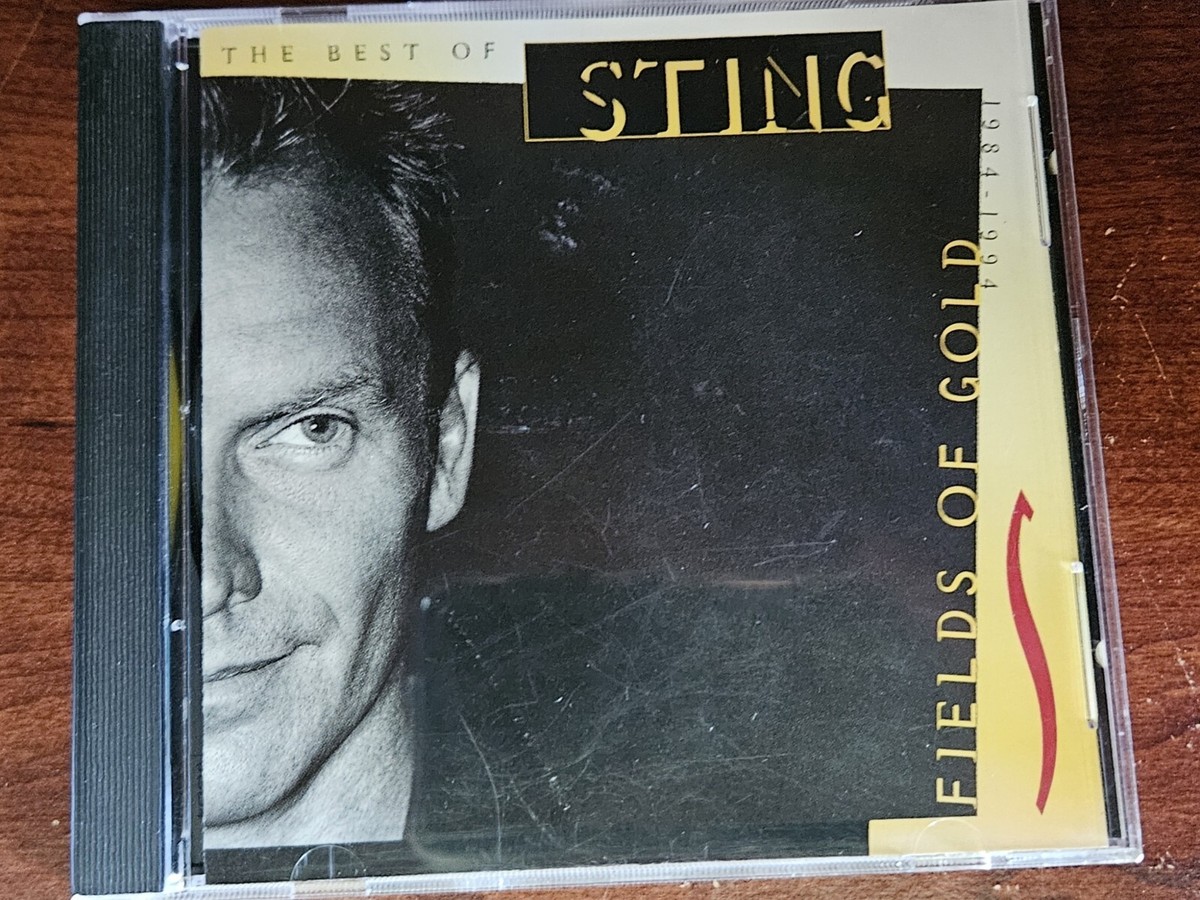 THE BEST OF
STING
1984-1994
FIELDS OF GOLD